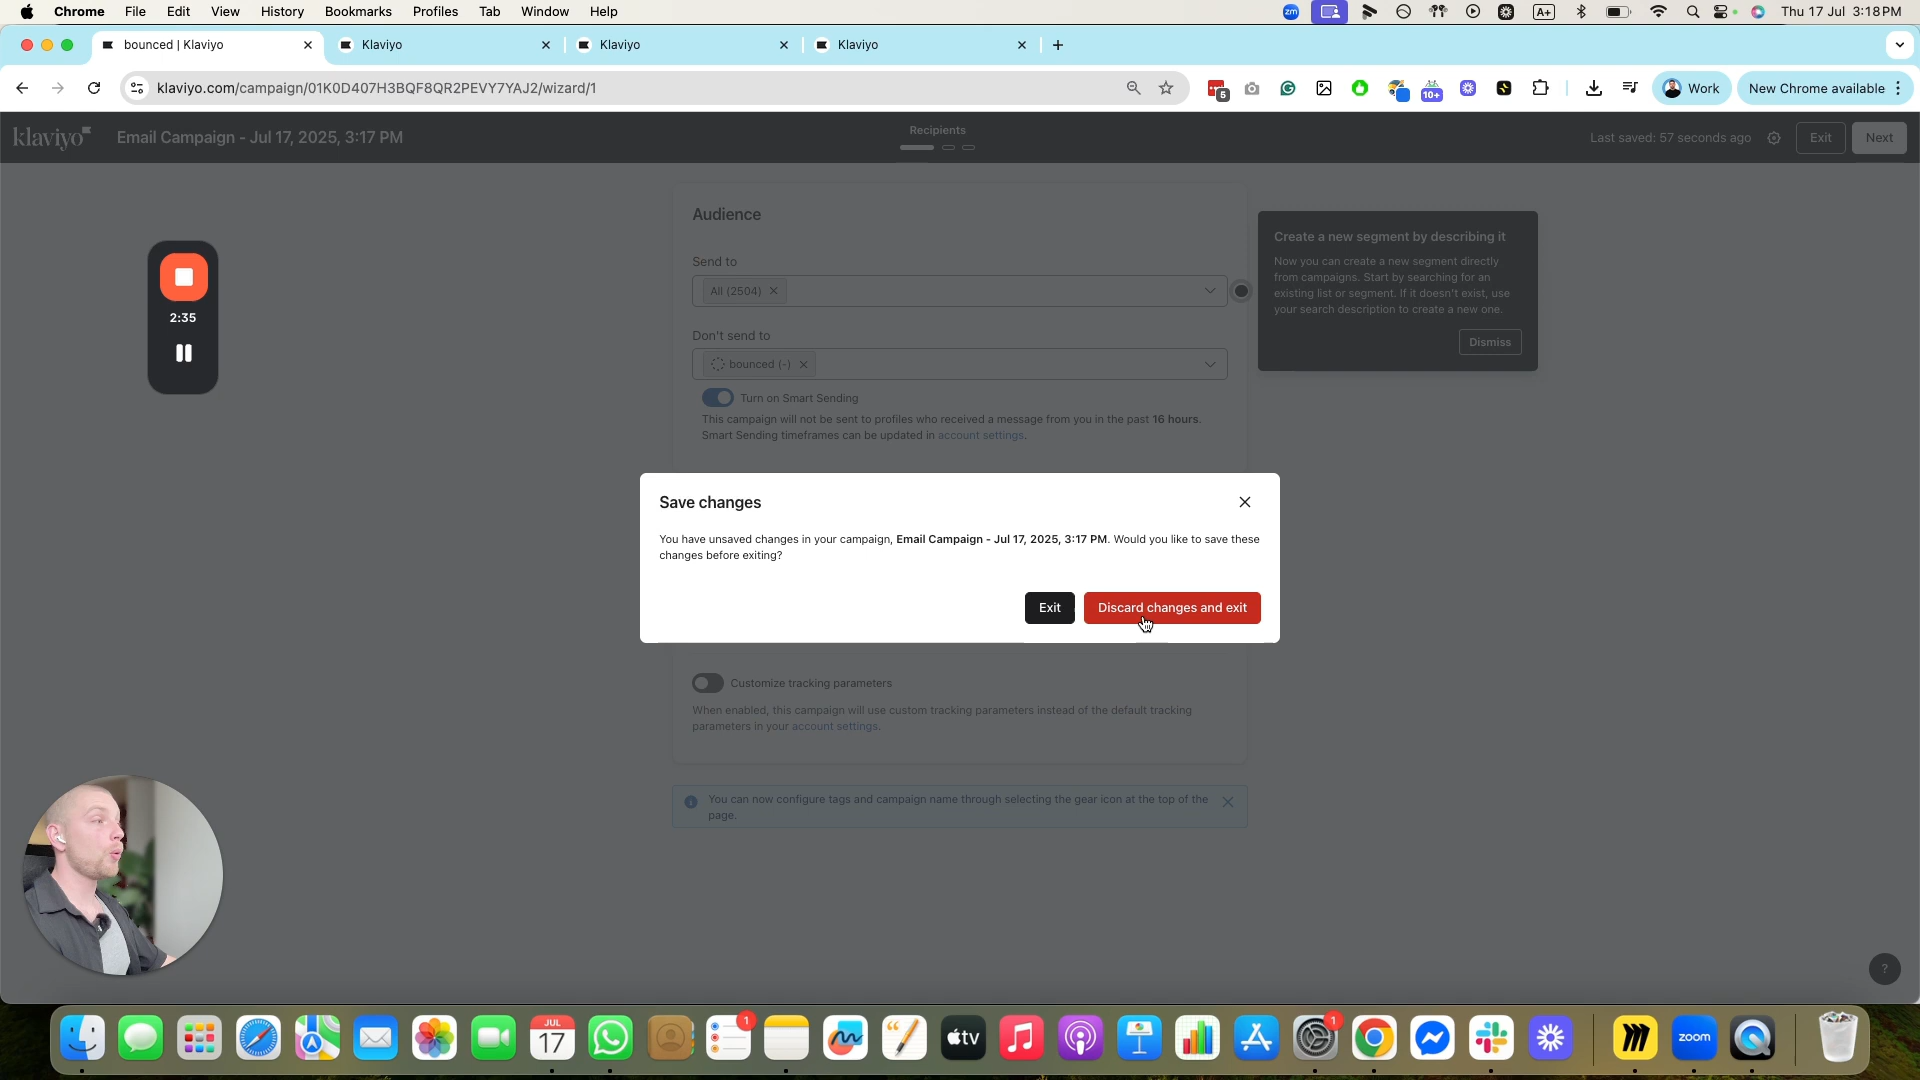 Chrome File Edit View History Bookmarks Profiles Tab Window Help
zm
A+
Thu 17 Jul 3:18 PM
bounced | Klaviyo
Klaviyo
Klaviyo
Klaviyo
klaviyo.com/campaign/01K0D407H3BQF8QR2PEVY7YAJ2/wizard/1
5
10+
Work
New Chrome available
klaviyo
Email Campaign - Jul 17, 2025, 3:17 PM
Recipients
Last saved: 57 seconds ago
Exit
Next
Audience
Send to
All (2504)
Don't send to
bounced (-)
Turn on Smart Sending
This campaign will not be sent to profiles who received a message from you in the past 16 hours.
Smart Sending timeframes can be updated in account settings.
Create a new segment by describing it
Now you can create a new segment directly
from campaigns. Start by searching for an
existing list or segment. If it doesn't exist, use
your search description to create a new one.
Dismiss
2:35
Save changes
You have unsaved changes in your campaign, Email Campaign - Jul 17, 2025, 3:17 PM. Would you like to save these
changes before exiting?
Exit
Discard changes and exit
Customize tracking parameters
When enabled, this campaign will use custom tracking parameters instead of the default tracking
parameters in your account settings.
You can now configure tags and campaign name through selecting the gear icon at the top of the
page.
?
JUL
17
1
tv
1
zoom